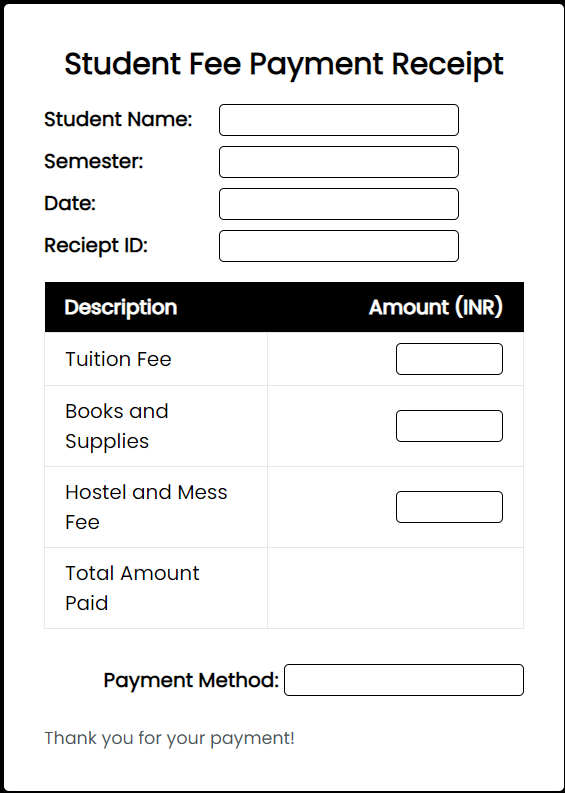 Student Fee Payment Receipt
Student Name:
Semester:
Date:
Reciept ID:
Description Amount (INR)
Tuition Fee
Books and
Supplies
Hostel and Mess
Fee
Total Amount
Paid
Payment Method:
Thank you for your payment!